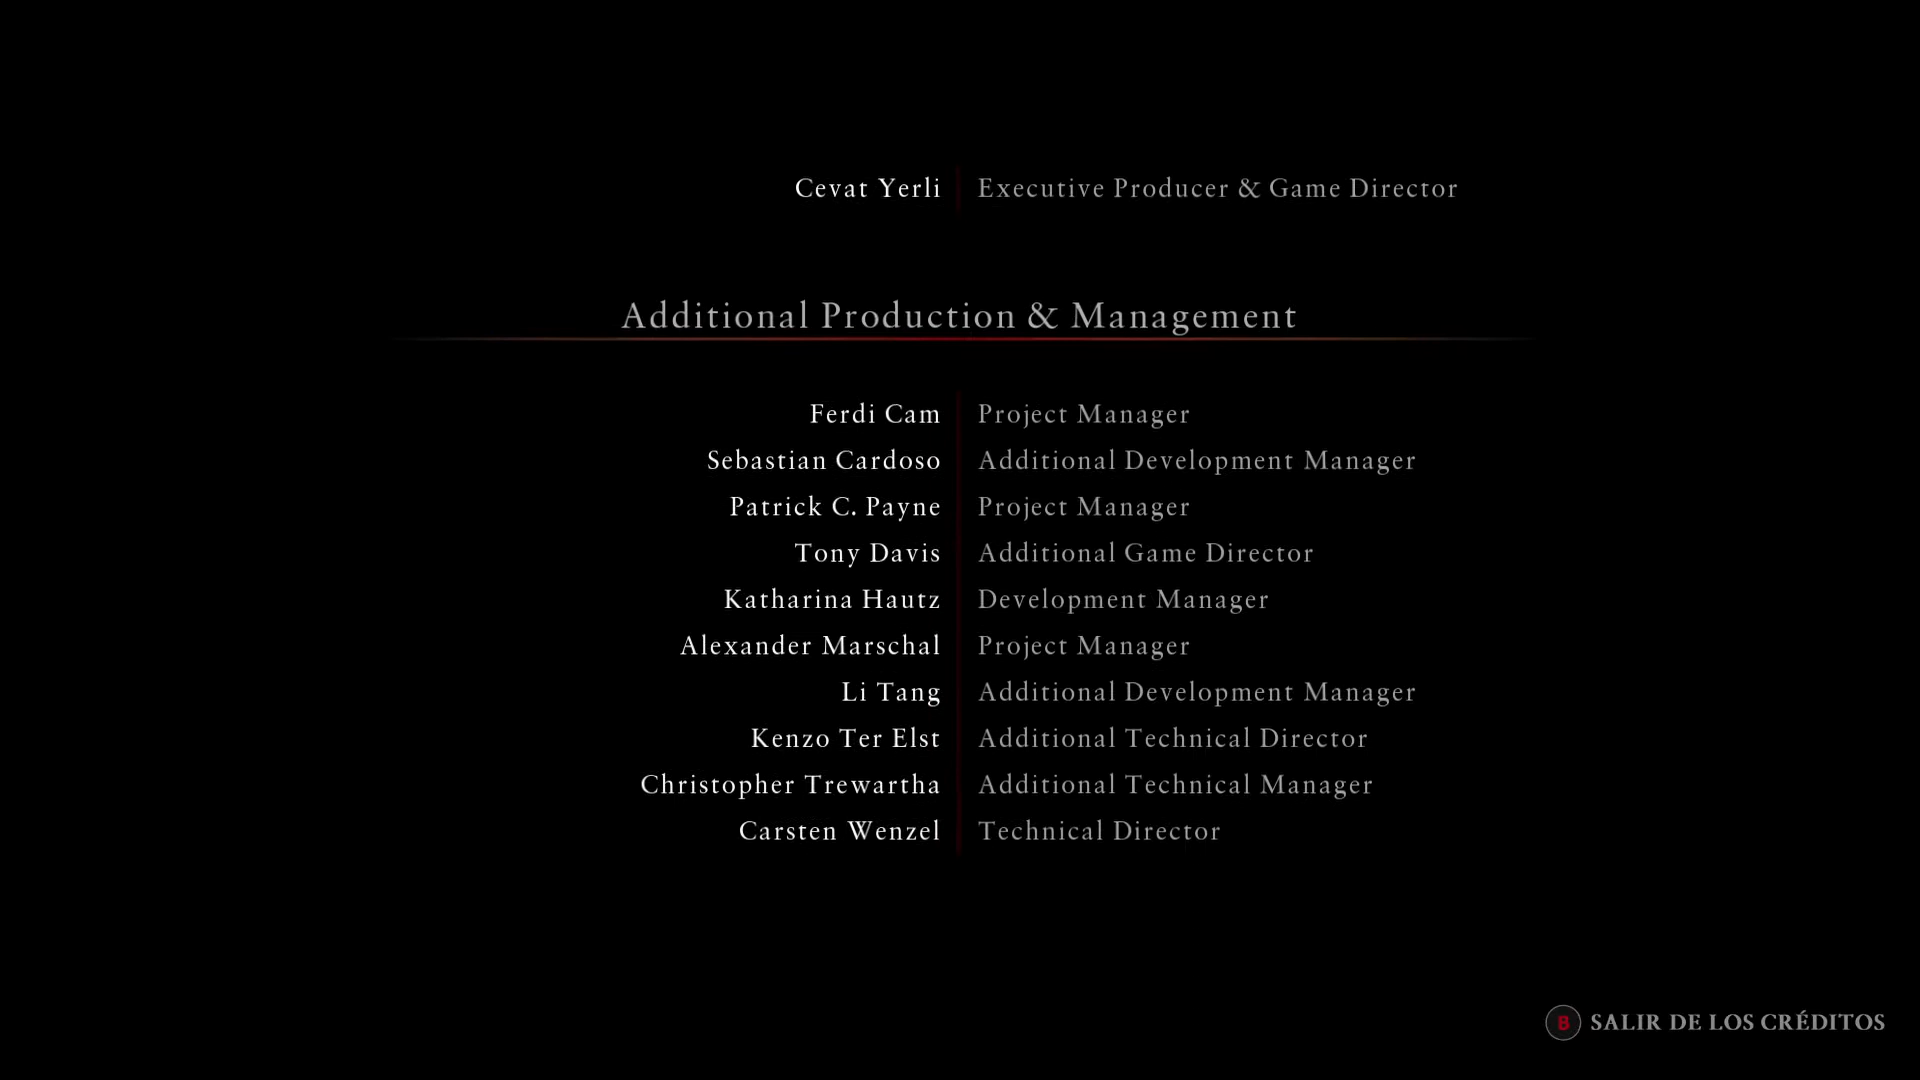 Cevat Yerli Executive Producer & Game Director
Additional Production & Management
Ferdi Cam Project Manager
Sebastian Cardoso Additional Development Manager
Patrick C. Payne Project Manager
Tony Davis Additional Game Director
Katharina Hautz Development Manager
Alexander Marschal Project Manager
Li Tang Additional Development Manager
Kenzo Ter Elst Additional Technical Director
Christopher Trewartha Additional Technical Manager
Carsten Wenzel Technical Director
B SALIR DE LOS CRÉDITOS